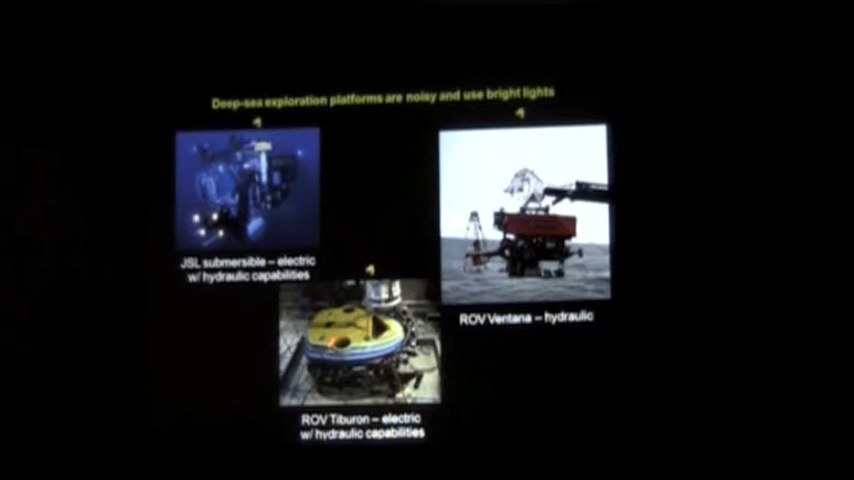 Deep-sea exploration platforms are noisy and use bright lights
JSL submersible – electric
w/ hydraulic capabilities
ROV Ventana – hydraulic
ROV Tiburon – electric
w/ hydraulic capabilities